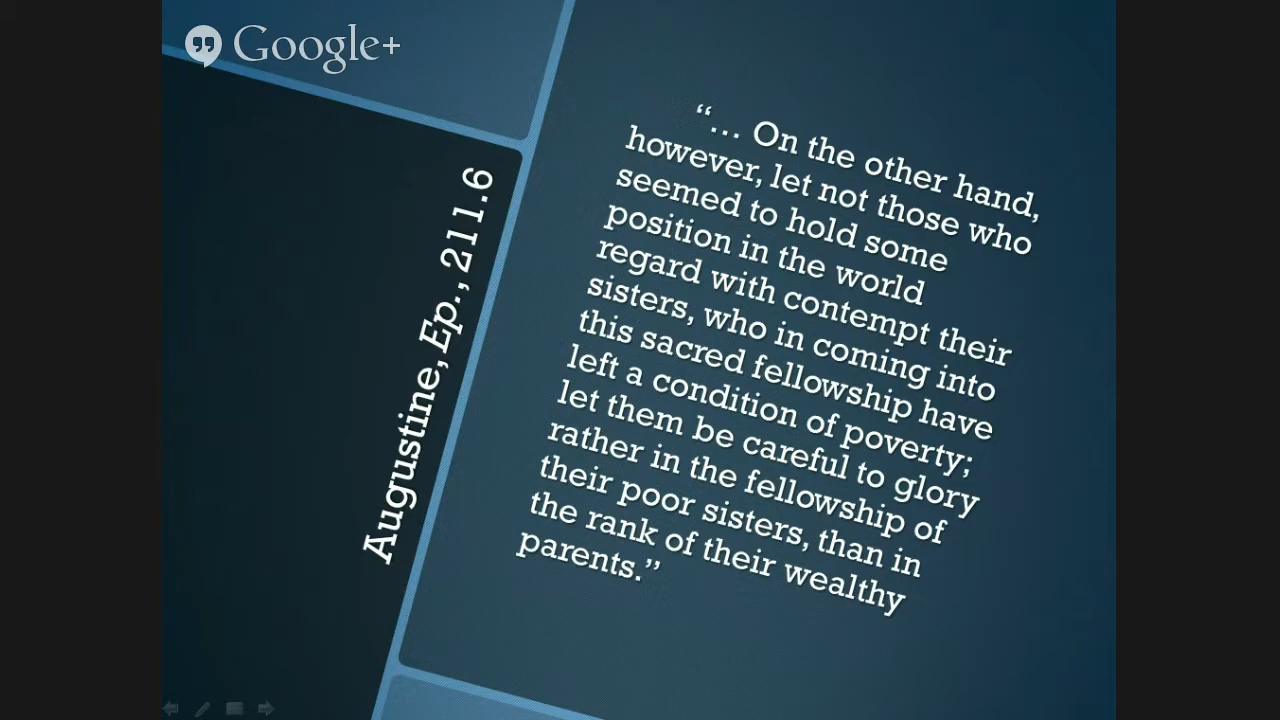 Google+
Augustine, Ep., 211.6
“… On the other hand,
however, let not those who
seemed to hold some
position in the world
regard with contempt their
sisters, who in coming into
this sacred fellowship have
left a condition of poverty;
let them be careful to glory
rather in the fellowship of
their poor sisters, than in
the rank of their wealthy
parents.”